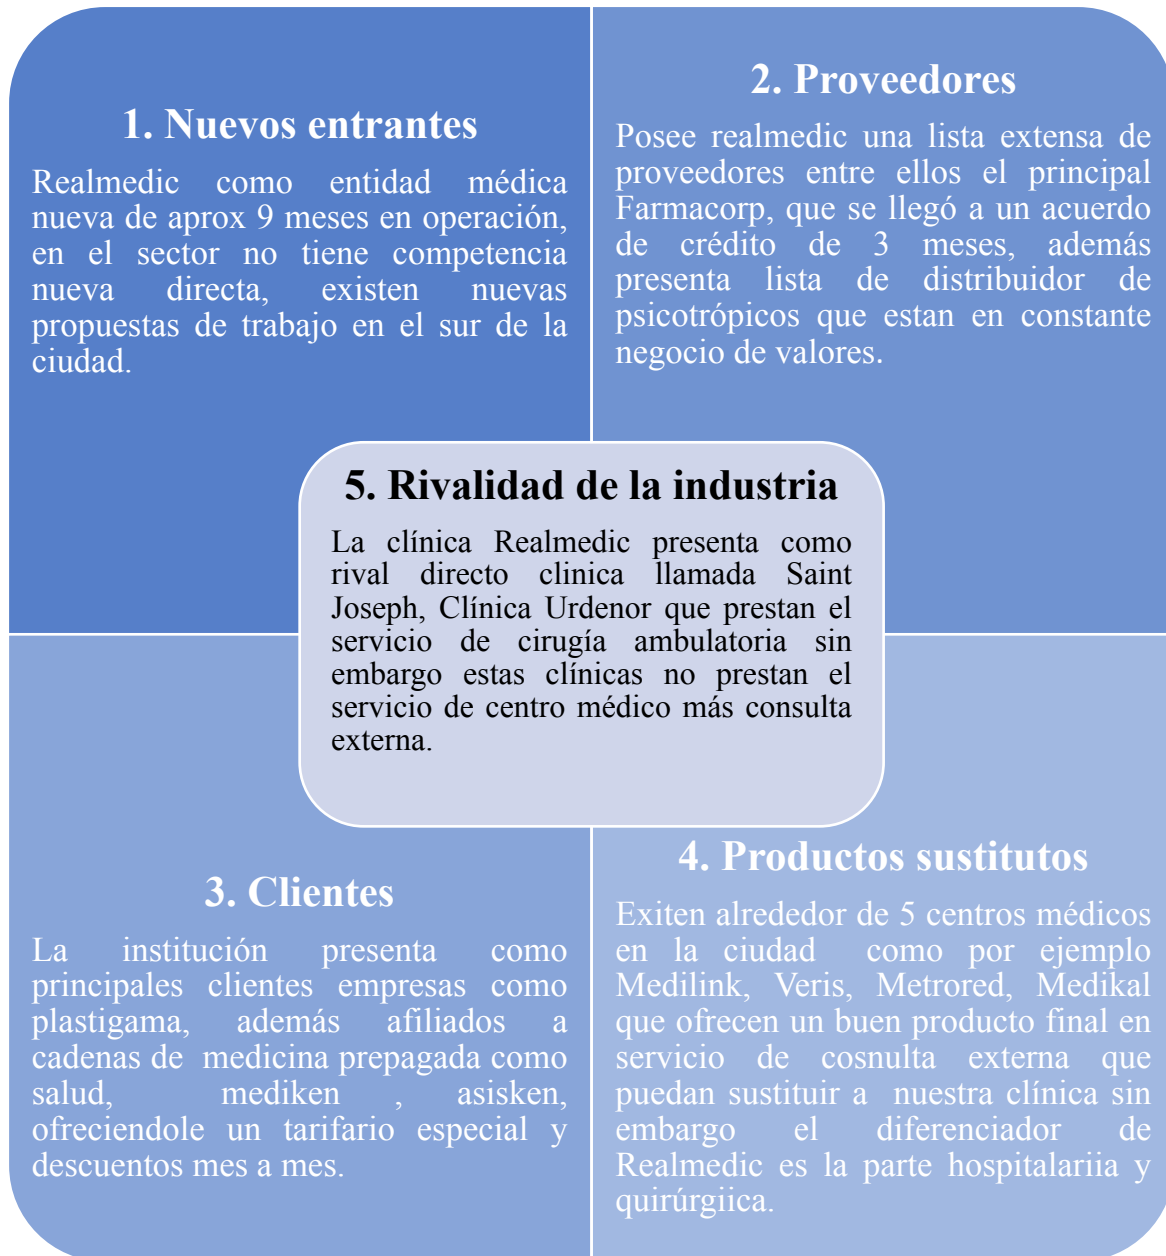 1. Nuevos entrantes
Realmedic como entidad médica
nueva de aprox 9 meses en operación,
en el sector no tiene competencia
nueva directa, existen nuevas
propuestas de trabajo en el sur de la
ciudad.
2. Proveedores
Posee realmedic una lista extensa de
proveedores entre ellos el principal
Farmacorp, que se llegó a un acuerdo
de crédito de 3 meses, además
presenta lista de distribuidor de
psicotrópicos que estan en constante
negocio de valores.
5. Rivalidad de la industria
La clínica Realmedic presenta como
rival directo clinica llamada Saint
Joseph, Clínica Urdenor que prestan el
servicio de cirugía ambulatoria sin
embargo estas clínicas no prestan el
servicio de centro médico más consulta
externa.
3. Clientes
La institución presenta como
principales clientes empresas como
plastigama, además afiliados a
cadenas de medicina prepagada como
salud, mediken , asisken,
ofreciendole un tarifario especial y
descuentos mes a mes.
4. Productos sustitutos
Exiten alrededor de 5 centros médicos
en la ciudad como por ejemplo
Medilink, Veris, Metrored, Medikal
que ofrecen un buen producto final en
servicio de cosnulta externa que
puedan sustituir a nuestra clínica sin
embargo el diferenciador de
Realmedic es la parte hospitalariia y
quirúrgiica.